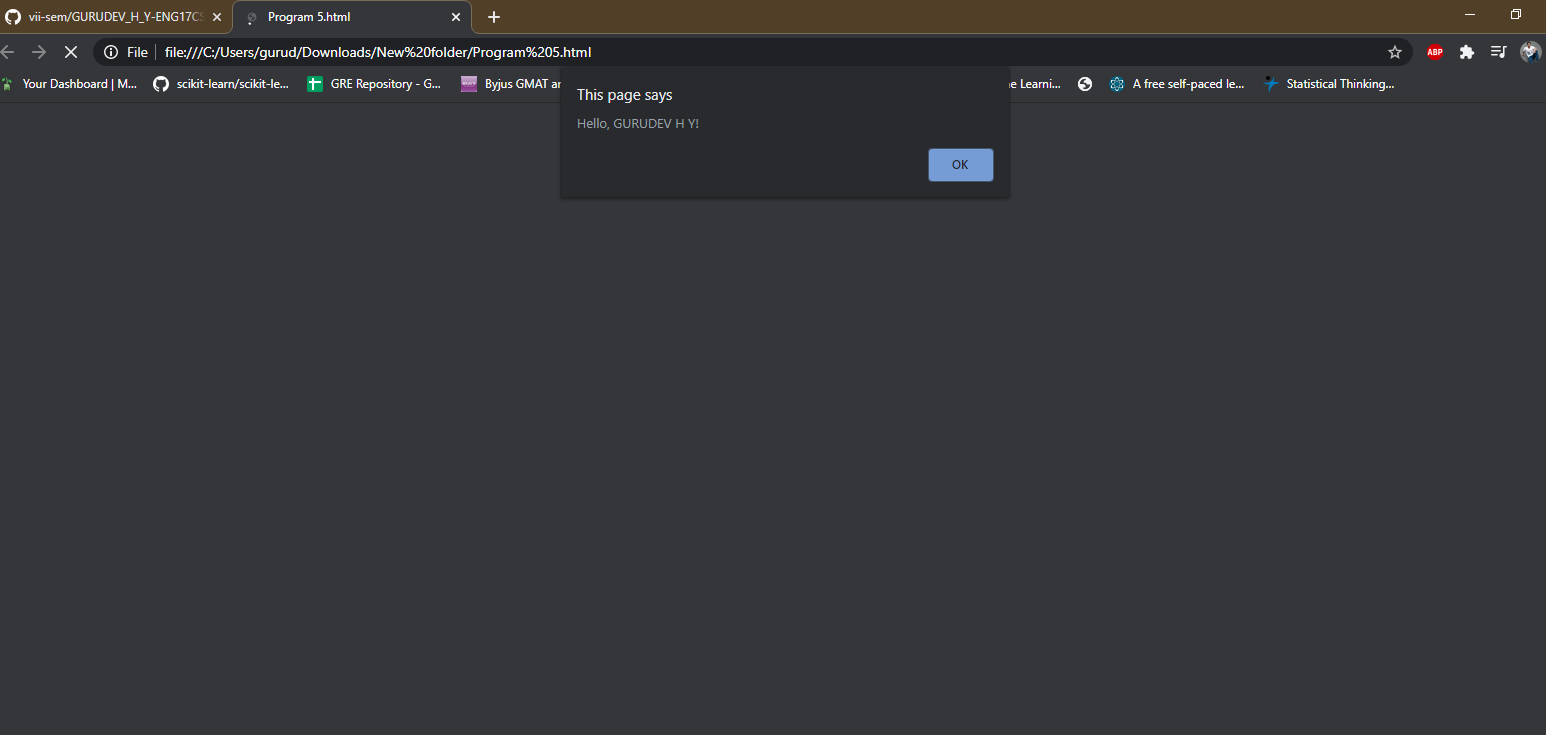 vii-sem/GURUDEV_H_Y-ENG17CS
Program 5.html
File
file:///C:/Users/gurud/Downloads/New%20folder/Program%205.html
ABP
Your Dashboard | M...
scikit-learn/scikit-le...
GRE Repository - G...
Byjus GMAT an
e Learni...
A free self-paced le...
Statistical Thinking...
This page says
Hello, GURUDEV H Y!
OK